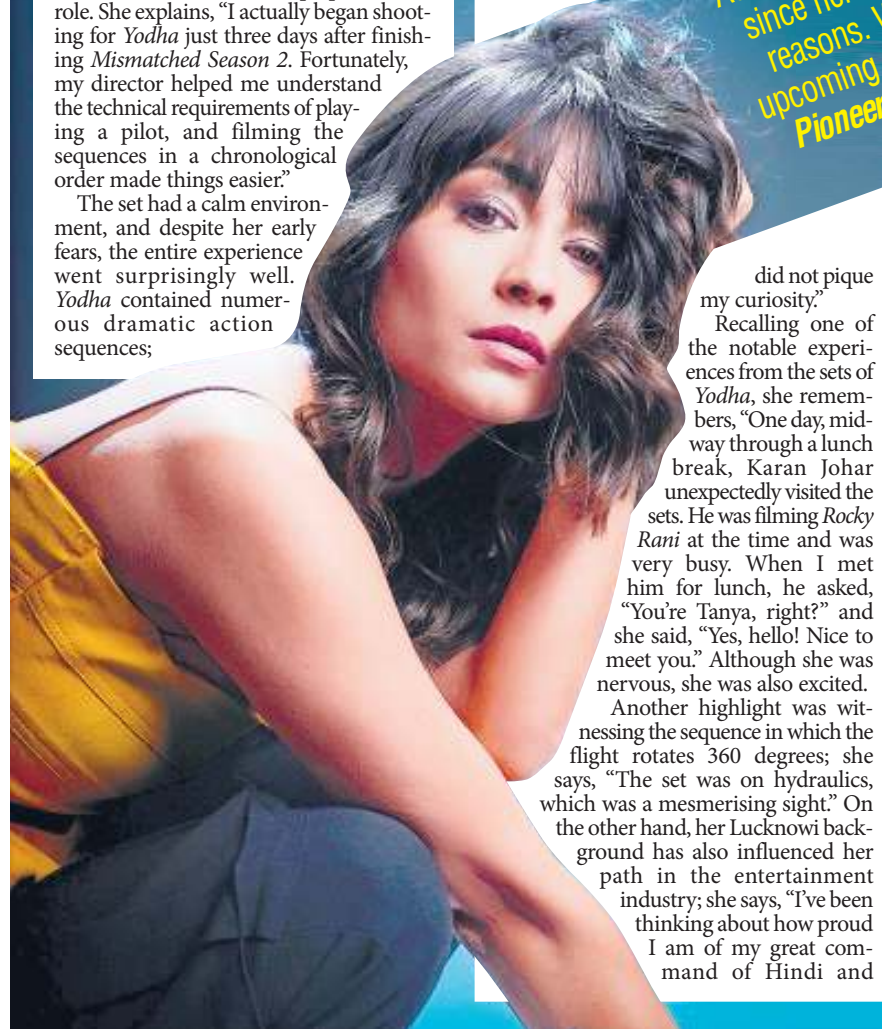 role. She explains, “I actually began shoot-
ing for Yodha just three days after finish-
ing Mismatched Season 2. Fortunately,
my director helped me understand
the technical requirements of play-
ing a pilot, and filming the
sequences in a chronological
order made things easier.”
The set had a calm environ-
ment, and despite her early
fears, the entire experience
went surprisingly well.
Yodha contained numer-
ous dramatic action
sequences;
since
reasons.
upcoming
Pioneer
did not pique
my curiosity.”
Recalling one of
the notable experi-
ences from the sets of
Yodha, she remem-
bers, “One day, mid-
way through a lunch
break, Karan Johar
unexpectedly visited the
sets. He was filming Rocky
Rani at the time and was
very busy. When I met
him for lunch, he asked,
“You're Tanya, right?” and
she said, “Yes, hello! Nice to
meet you.” Although she was
nervous, she was also excited.
Another highlight was wit-
nessing the sequence in which the
flight rotates 360 degrees; she
says, “The set was on hydraulics,
which was a mesmerising sight.” On
the other hand, her Lucknowi back-
ground has also influenced her
path in the entertainment
industry; she says, “I've been
thinking about how proud
I am of my great com-
mand of Hindi and